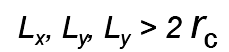 Lx, Ly, Ly > 2 rc